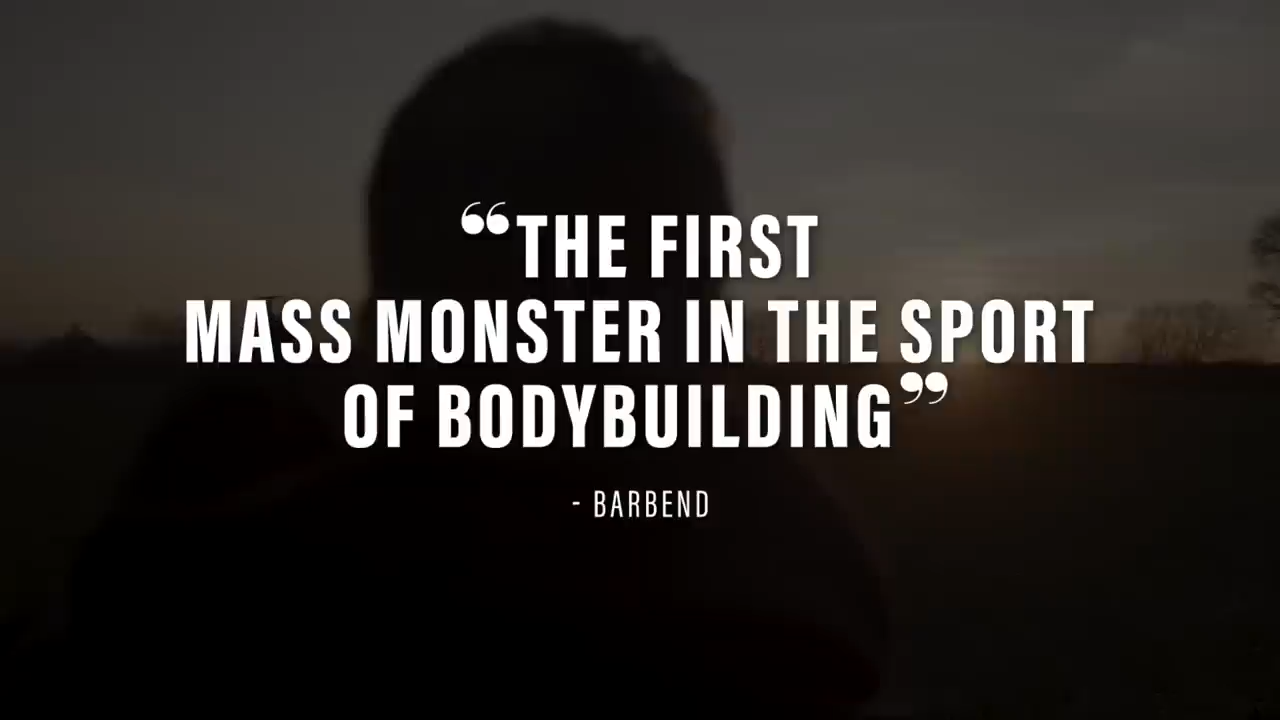 “THE FIRST
MASS MONSTER IN THE SPORT
OF BODYBUILDING”
- BARBEND